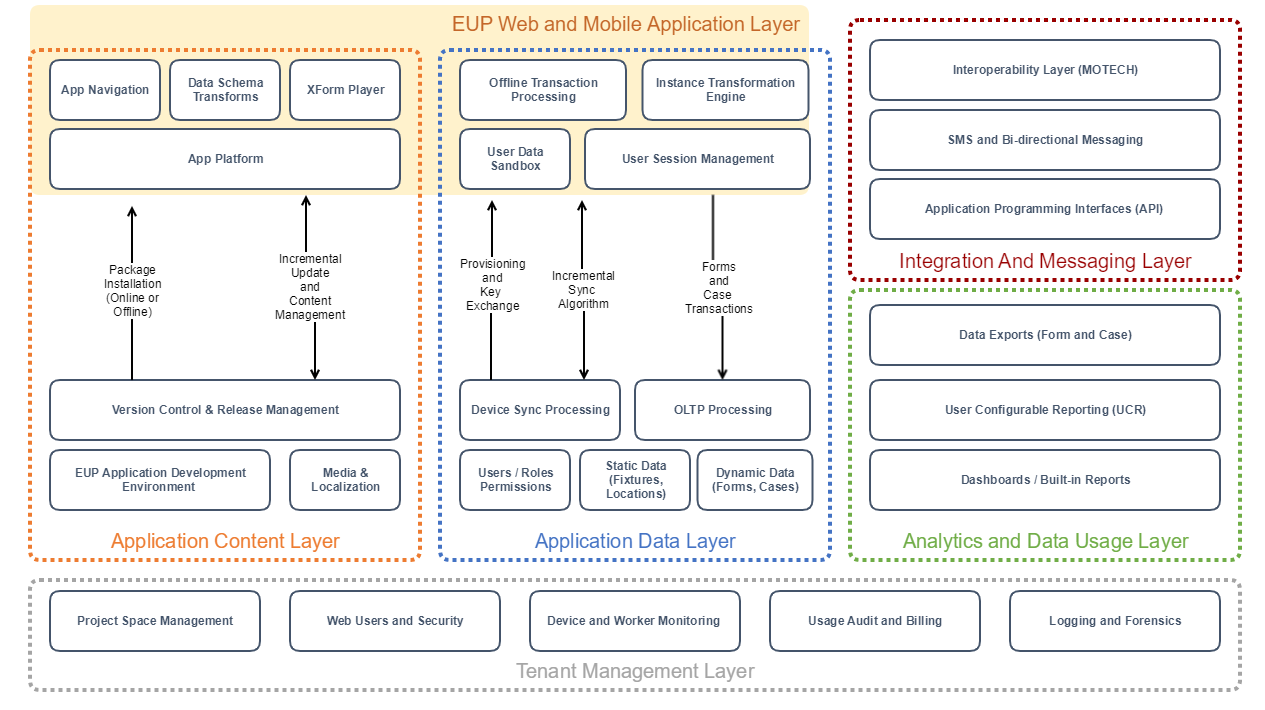 EUP Web and Mobile Application Layer
App Navigation
Data Schema
Transforms
XForm Player
App Platform
Package
Installation
(Online or
Offline)
Incremental
Update
and
Content
Management
Version Control & Release Management
EUP Application Development
Environment
Media &
Localization
Application Content Layer
Offline Transaction
Processing
Instance Transformation
Engine
User Data
Sandbox
User Session Management
Provisioning
and
Key
Exchange
Incremental
Sync
Algorithm
Forms
and
Case
Transactions
Device Sync Processing
OLTP Processing
Users / Roles
Permissions
Static Data
(Fixtures,
Locations)
Dynamic Data
(Forms, Cases)
Application Data Layer
Interoperability Layer (MOTECH)
SMS and Bi-directional Messaging
Application Programming Interfaces (API)
Integration And Messaging Layer
Data Exports (Form and Case)
User Configurable Reporting (UCR)
Dashboards / Built-in Reports
Analytics and Data Usage Layer
Project Space Management
Web Users and Security
Device and Worker Monitoring
Usage Audit and Billing
Logging and Forensics
Tenant Management Layer